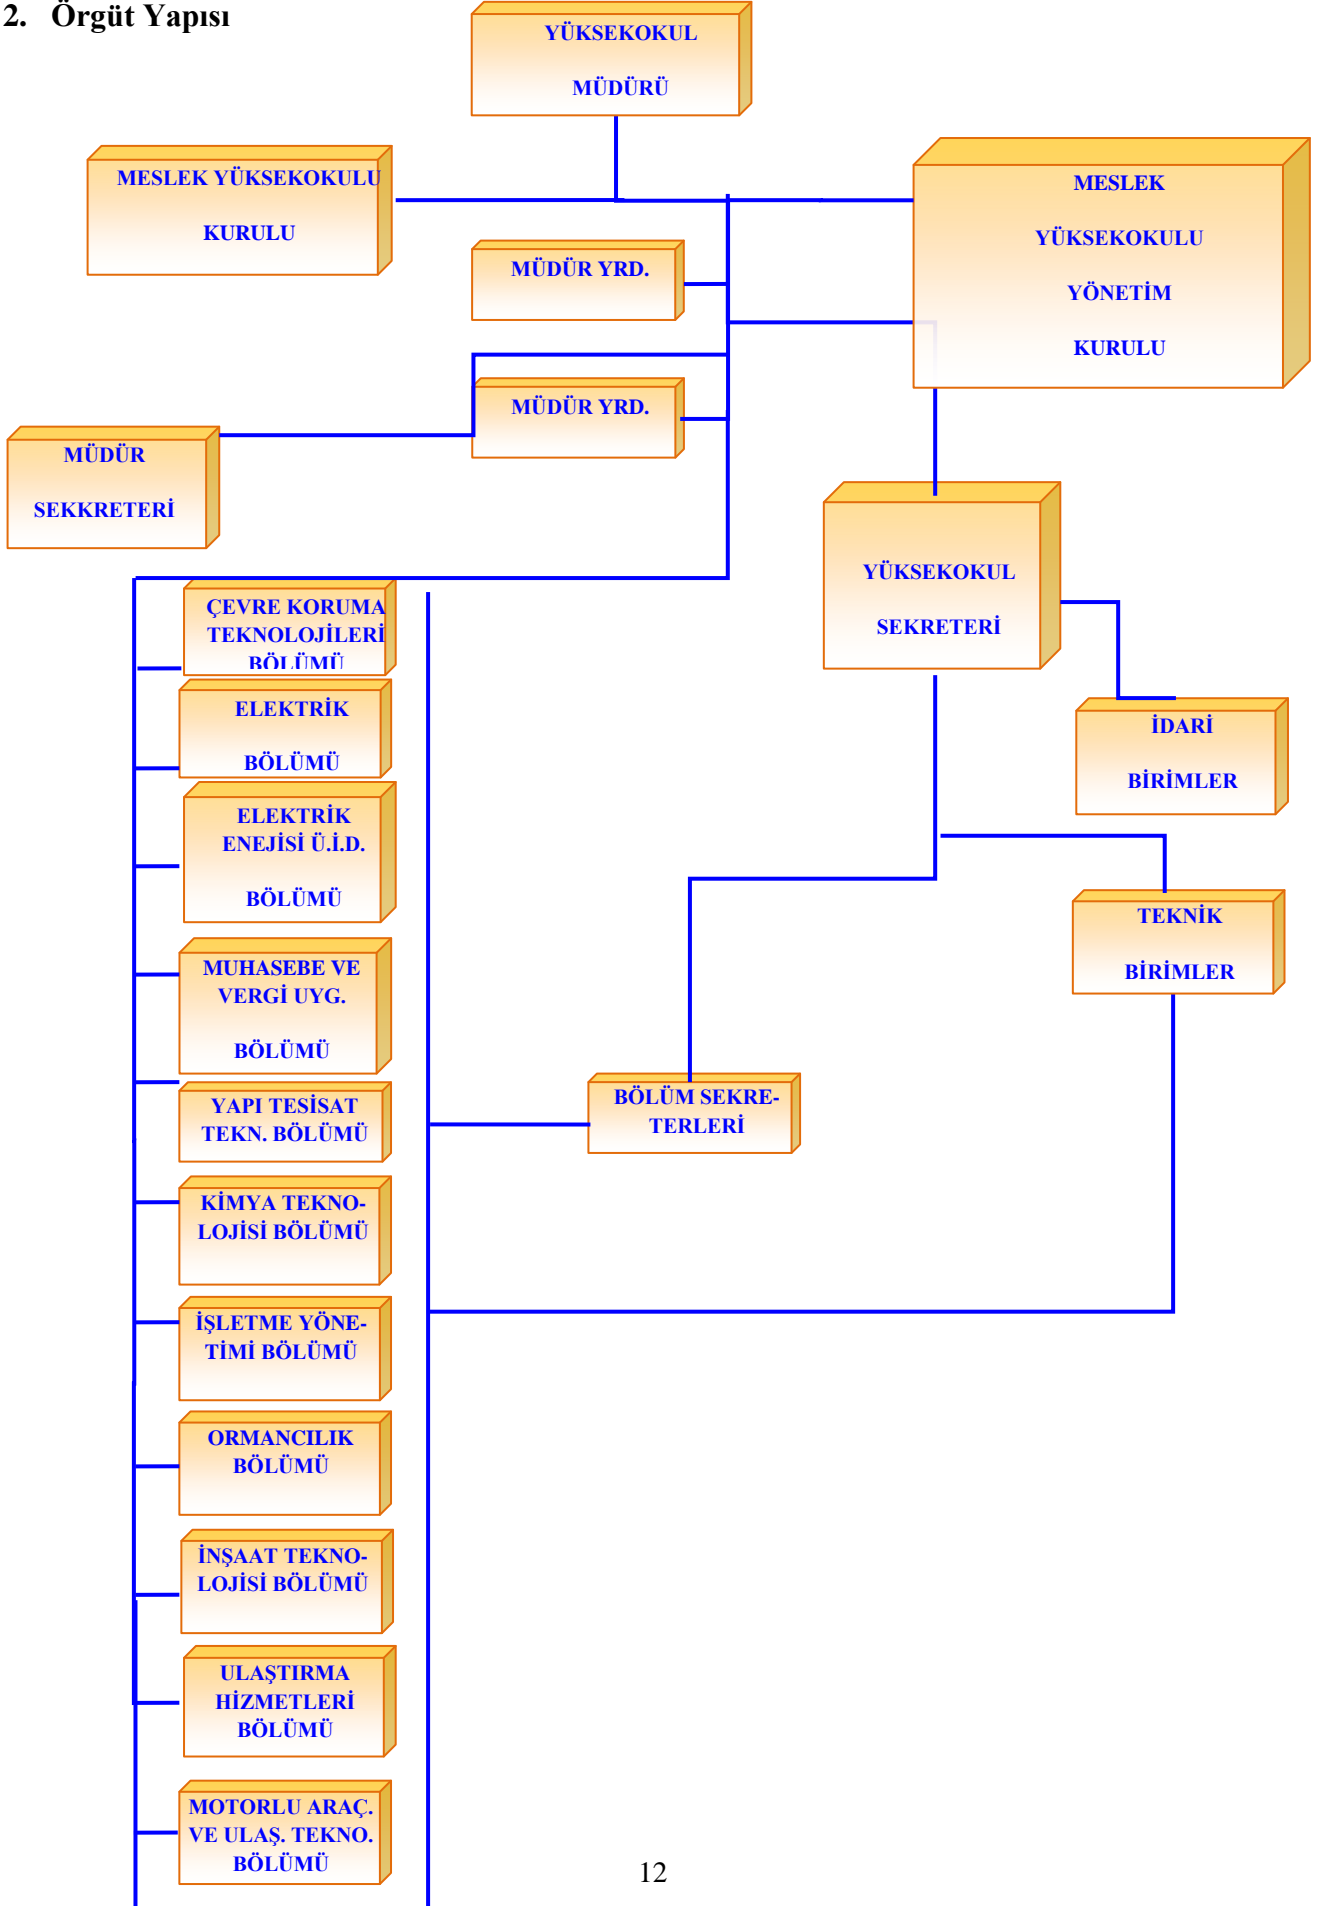 2. Örgüt Yapısı
YÜKSEKOKUL
MÜDÜRÜ
MESLEK YÜKSEKOKULU
KURULU
MESLEK
YÜKSEKOKULU
YÖNETİM
KURULU
MÜDÜR YRD.
MÜDÜR YRD.
MÜDÜR
SEKKRETERİ
YÜKSEKOKUL
SEKRETERİ
ÇEVRE KORUMA
TEKNOLOJİLERİ
BÖLÜMÜ
ELEKTRİK
BÖLÜMÜ
İDARİ
BİRİMLER
ELEKTRİK
ENEJİSİ Ü.İ.D.
BÖLÜMÜ
TEKNİK
BİRİMLER
MUHASEBE VE
VERGİ UYG.
BÖLÜMÜ
BÖLÜM SEKRE-
TERLERİ
YAPI TESİSAT
TEKN. BÖLÜMÜ
KİMYA TEKNO-
LOJİSİ BÖLÜMÜ
İŞLETME YÖNE-
TİMİ BÖLÜMÜ
ORMANCILIK
BÖLÜMÜ
İNŞAAT TEKNO-
LOJİSİ BÖLÜMÜ
ULAŞTIRMA
HİZMETLERİ
BÖLÜMÜ
MOTORLU ARAÇ.
VE ULAŞ. TEKNO.
BÖLÜMÜ
12